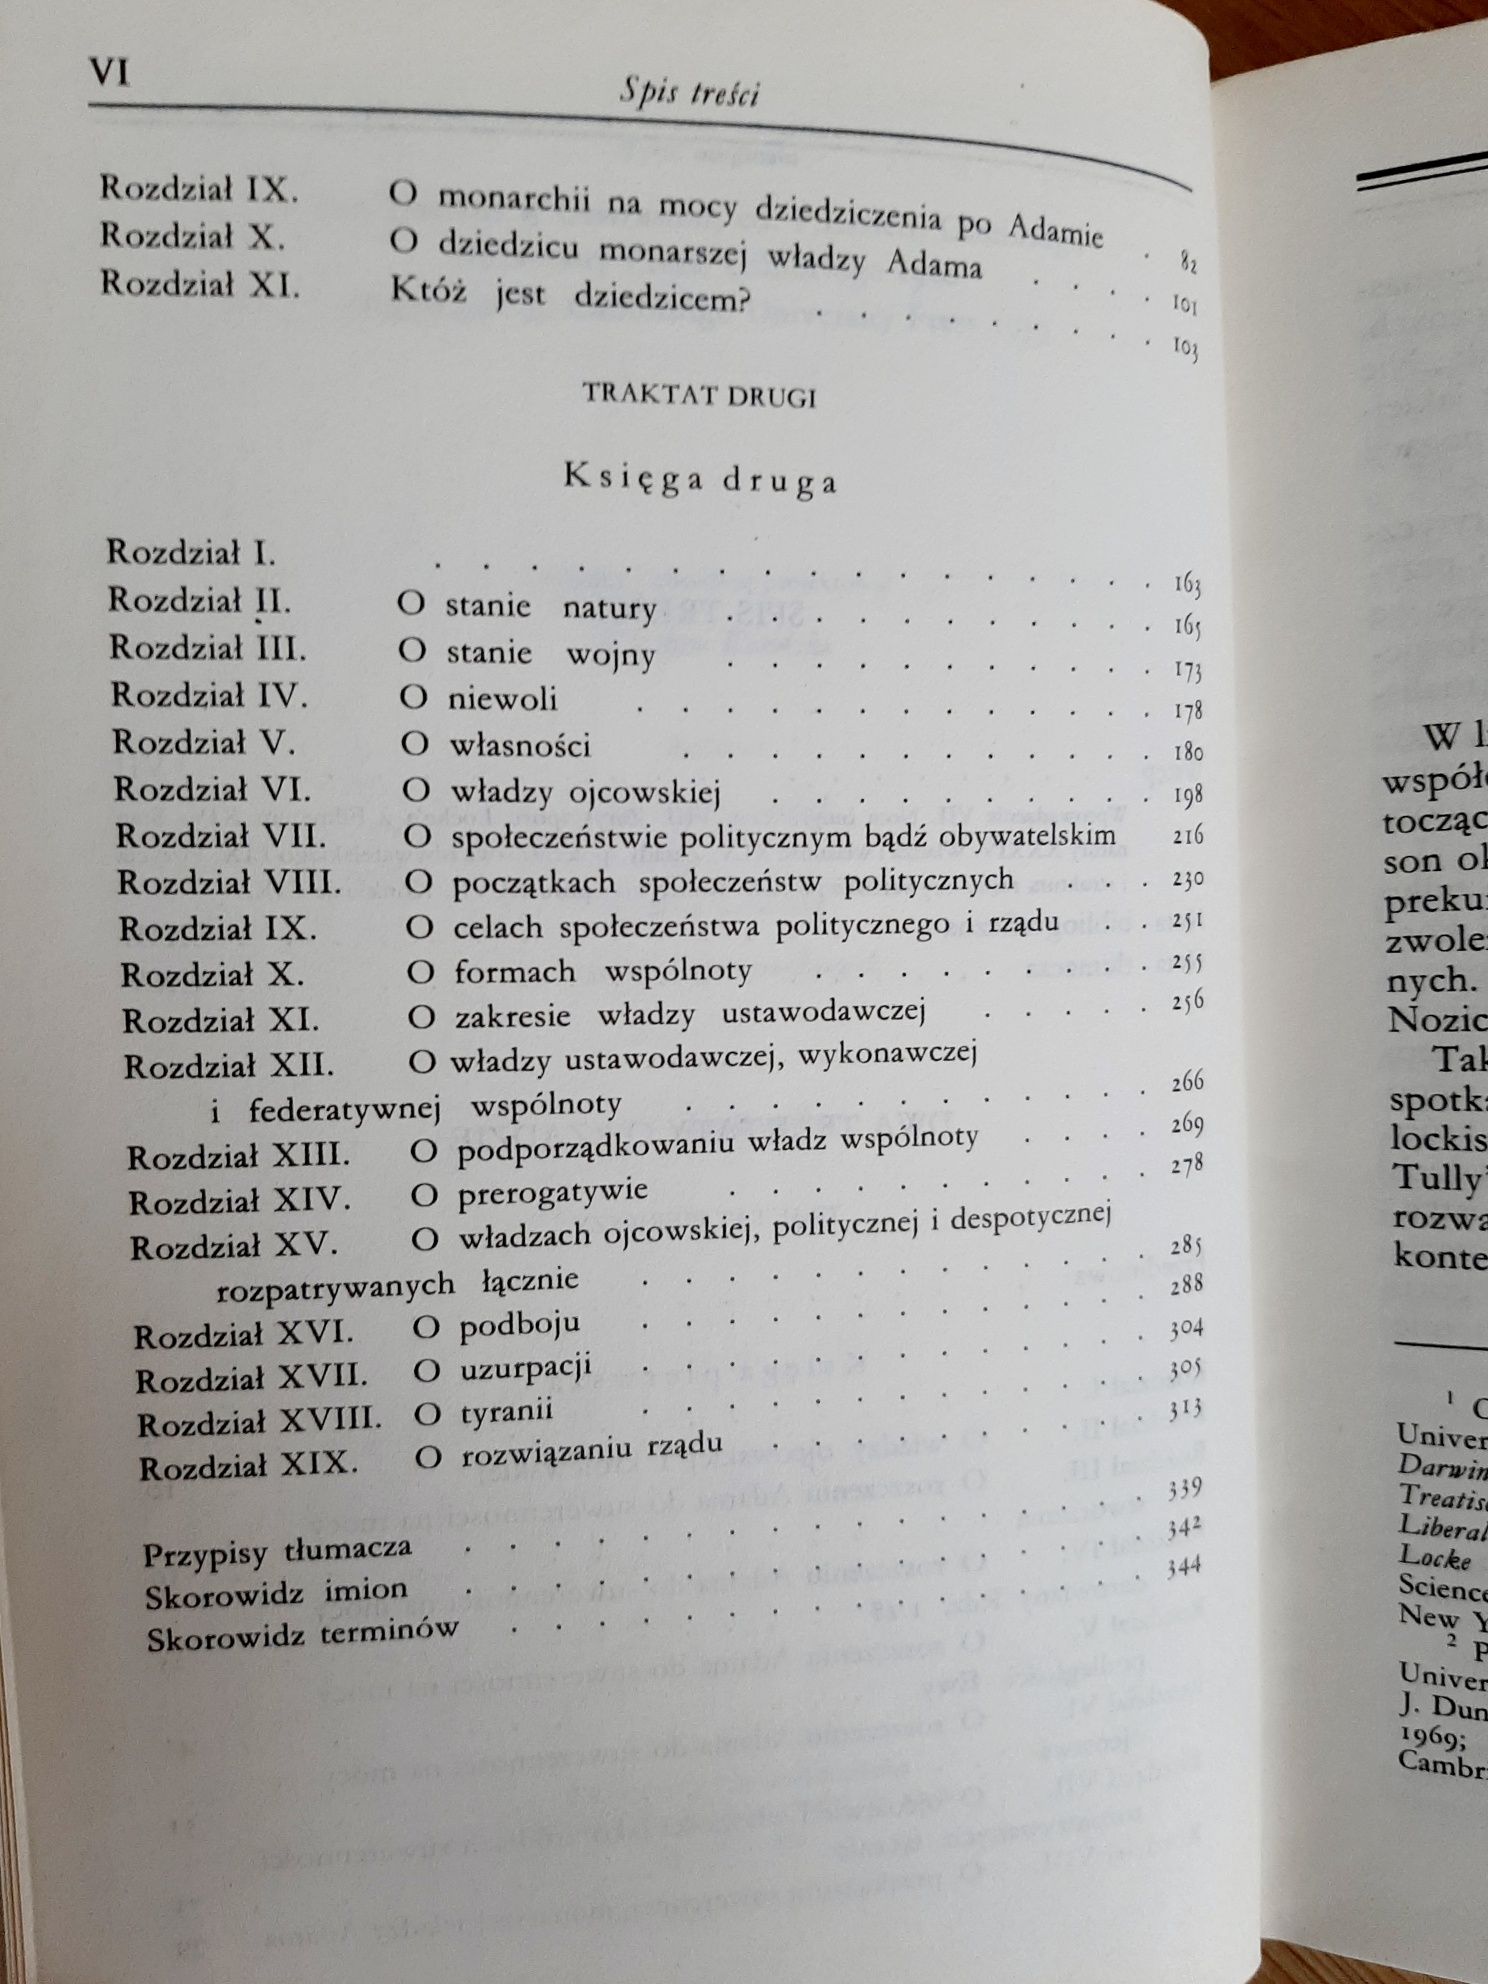 VI
Spis treści
Rozdział IX. O monarchii na mocy dziedziczenia po Adamie . 82
Rozdział X. O dziedzicu monarszej władzy Adama . . . . 101
Rozdział XI. Któż jest dziedzicem? . . . . . . . . . 103
TRAKTAT DRUGI
Księga druga
Rozdział I. . . . . . . . . . . . . . . . . . 163
Rozdział II. O stanie natury . . . . . . . . . . 165
Rozdział III. O stanie wojny . . . . . . . . . . 173
Rozdział IV. O niewoli . . . . . . . . . . . . 178
Rozdział V. O własności . . . . . . . . . . . 180
Rozdział VI. O władzy ojcowskiej . . . . . . . . . 198
Rozdział VII. O społeczeństwie politycznym bądź obywatelskim 216
Rozdział VIII. O początkach społeczeństw politycznych . . . 230
Rozdział IX. O celach społeczeństwa politycznego i rządu . . 251
Rozdział X. O formach wspólnoty . . . . . . . . 255
Rozdział XI. O zakresie władzy ustawodawczej . . . . . 256
Rozdział XII. O władzy ustawodawczej, wykonawczej
i federatywnej wspólnoty . . . . . . . . . . . 266
Rozdział XIII. O podporządkowaniu władz wspólnoty . . . . 269
Rozdział XIV. O prerogatywie . . . . . . . . . . 278
Rozdział XV. O władzach ojcowskiej, politycznej i despotycznej
rozpatrywanych łącznie . . . . . . . . . . . . 285
Rozdział XVI. O podboju . . . . . . . . . . . . 288
Rozdział XVII. O uzurpacji . . . . . . . . . . . . 304
Rozdział XVIII. O tyranii . . . . . . . . . . . . 305
Rozdział XIX. O rozwiązaniu rządu . . . . . . . . . 313
Przypisy tłumacza . . . . . . . . . . . . . . . . 339
Skorowidz imion . . . . . . . . . . . . . . . . 342
Skorowidz terminów . . . . . . . . . . . . . . . 344
W
współ
tocząc
son
preku
zwole
nych.
Nozic
Tak
spotk
lockis
Tully'
rozwa
konte
1
Univer
Darwin
Treatis
Liberal
Locke
Science
New Y
2 P
Univer
J. Dun
1969;
Cambri